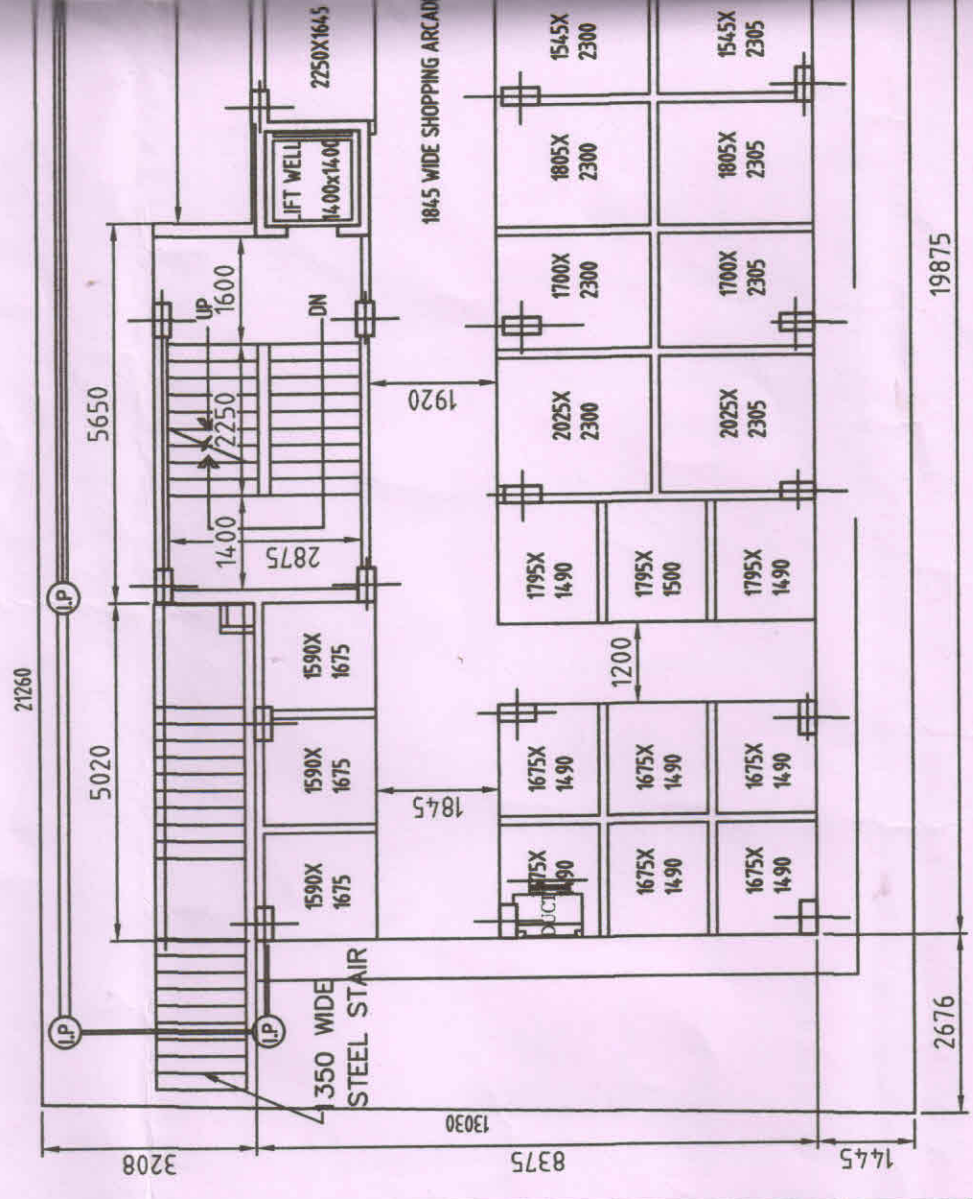 2250X1645
1845 WIDE SHOPPING ARCAD
1545X
2300
1545X
2305
LIFT WELL
1400x1400
1805X
2300
1805X
2305
5650
1600
UP
DN
2250
1400
2875
1920
1700X
2300
1700X
2305
19875
2025X
2300
2025X
2305
1795X
1490
1795X
1500
1795X
1490
I.P
21260
5020
1590X
1675
1590X
1675
1590X
1675
1200
1845
1675X
1490
1675X
1490
1675X
1490
DUCT
1675X
1490
1675X
1490
I.P
I.P
1350 WIDE
STEEL STAIR
2676
3208
13030
8375
1445